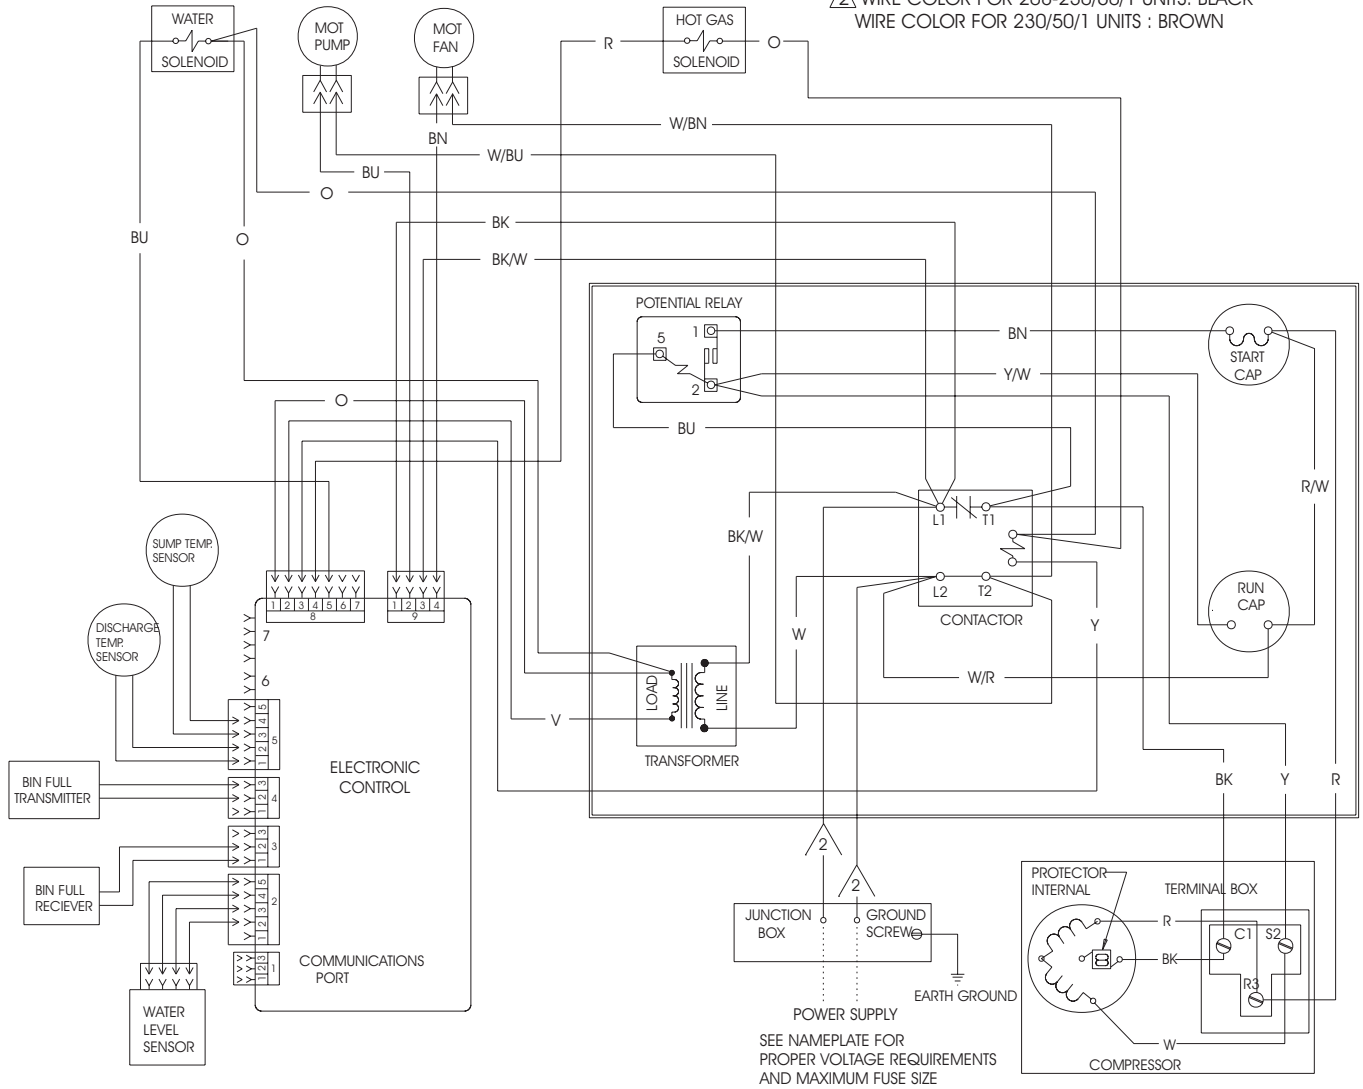 2 WIRE COLOR FOR 208-230/60/1 UNITS: BLACK
WIRE COLOR FOR 230/50/1 UNITS : BROWN
WATER
SOLENOID
MOT
PUMP
MOT
FAN
R
HOT GAS
SOLENOID
O
W/BN
BN
W/BU
BU
O
BU
O
BK
BK/W
POTENTIAL RELAY
5
1
2
BN
START
CAP
Y/W
BU
O
R/W
BK/W
L1
T1
L2
T2
CONTACTOR
RUN
CAP
SUMP TEMP.
SENSOR
DISCHARGE
TEMP.
SENSOR
1 2 3 4 5 6 7
8
1 2 3 4
9
7
6
W
Y
W/R
LOAD
LINE
TRANSFORMER
V
5
4
3
2
1
5
ELECTRONIC
CONTROL
BIN FULL
TRANSMITTER
3
2
1
4
BK
Y
R
3
2
1
3
BIN FULL
RECIEVER
5
4
3
2
1
2
2
2
JUNCTION
BOX
GROUND
SCREW
EARTH GROUND
POWER SUPPLY
SEE NAMEPLATE FOR
PROPER VOLTAGE REQUIREMENTS
AND MAXIMUM FUSE SIZE
PROTECTOR
INTERNAL
TERMINAL BOX
R
C1
S2
BK
R3
W
COMPRESSOR
3
2
1
1
COMMUNICATIONS
PORT
WATER
LEVEL
SENSOR